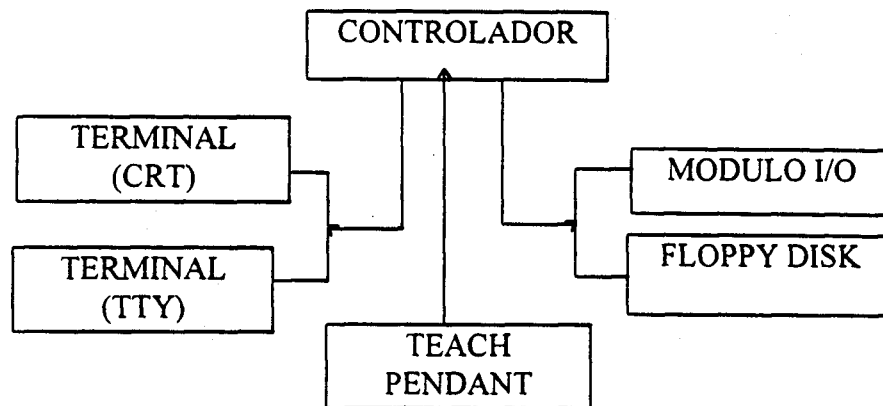 CONTROLADOR
TERMINAL
(CRT)
MODULO I/O
TERMINAL
(TTY)
FLOPPY DISK
TEACH
PENDANT